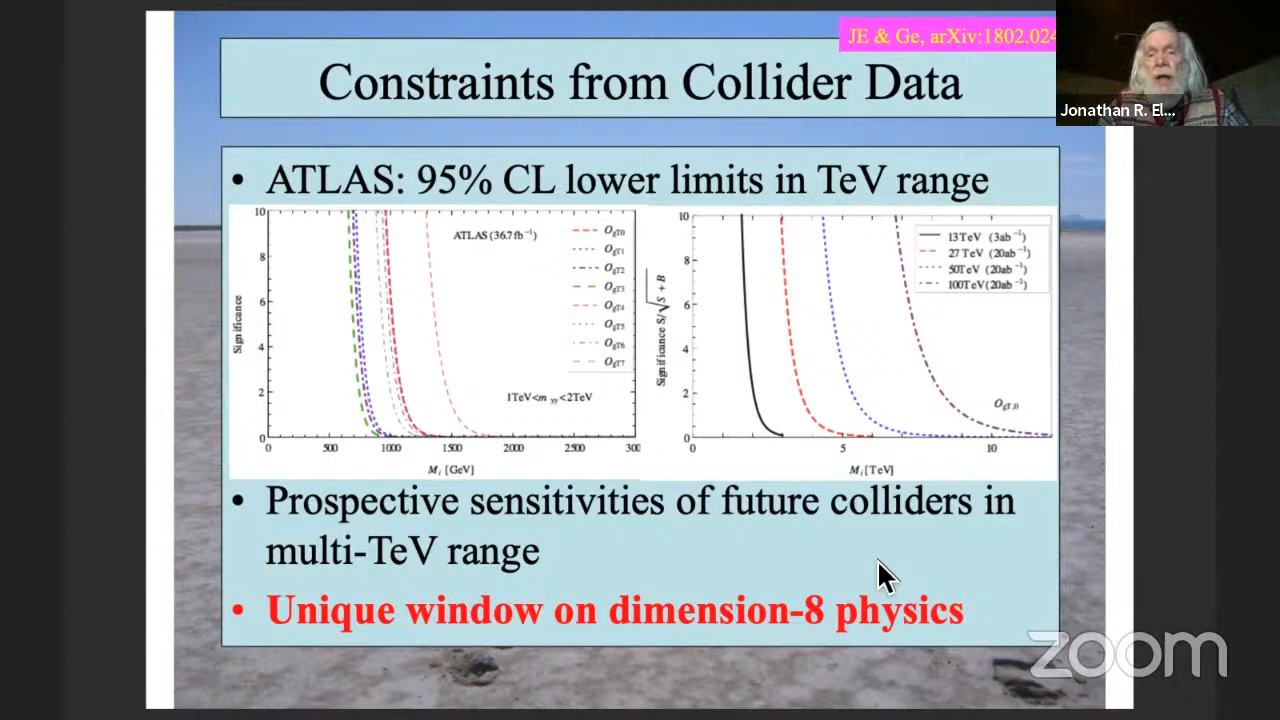 JE & Ge, arXiv:1802.024
Constraints from Collider Data
Jonathan R. El...
• ATLAS: 95% CL lower limits in TeV range
10
8
6
4
2
0
Significance
ATLAS (36.7 fb⁻¹)
O_gT0
O_gT1
O_gT2
O_gT3
O_gT4
O_gT5
O_gT6
O_gT7
1TeV<m_γγ<2TeV
0 500 1000 1500 2000 2500 300
M_i [GeV]
10
8
6
4
2
0
Significance S/√S + B
13TeV (3ab⁻¹)
27 TeV (20ab⁻¹)
50TeV (20ab⁻¹)
100TeV (20ab⁻¹)
O_gT,0
0 5 10
M_i [TeV]
• Prospective sensitivities of future colliders in
multi-TeV range
• Unique window on dimension-8 physics
zoom